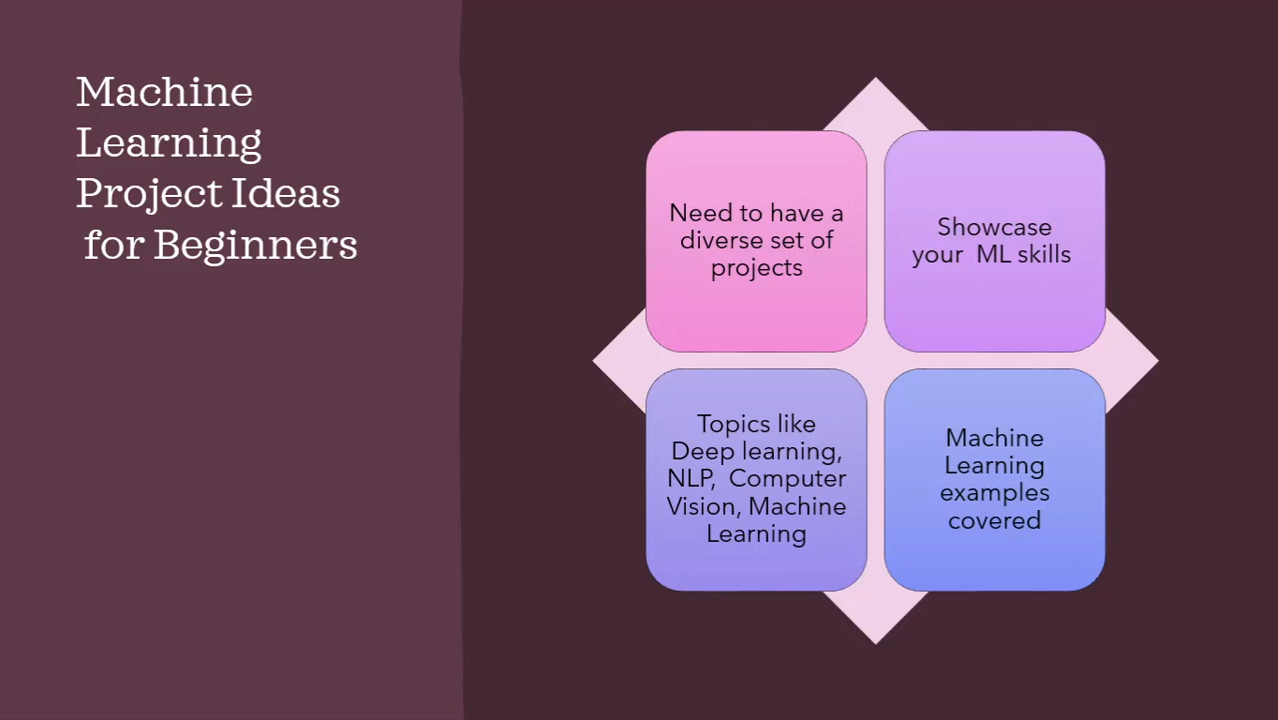 Machine
Learning
Project Ideas
for Beginners
Need to have a
diverse set of
projects
Showcase
your  ML skills
Topics like
Deep learning,
NLP,  Computer
Vision, Machine
Learning
Machine
Learning
examples
covered